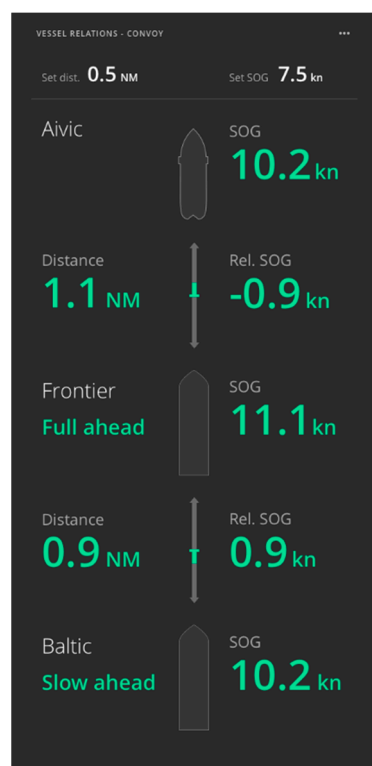 VESSEL RELATIONS - CONVOY
Set dist. 0.5 NM Set SOG 7.5 kn
Aivic SOG
10.2 kn
Distance Rel. SOG
1.1 NM -0.9 kn
Frontier SOG
Full ahead 11.1 kn
Distance Rel. SOG
0.9 NM 0.9 kn
Baltic SOG
Slow ahead 10.2 kn